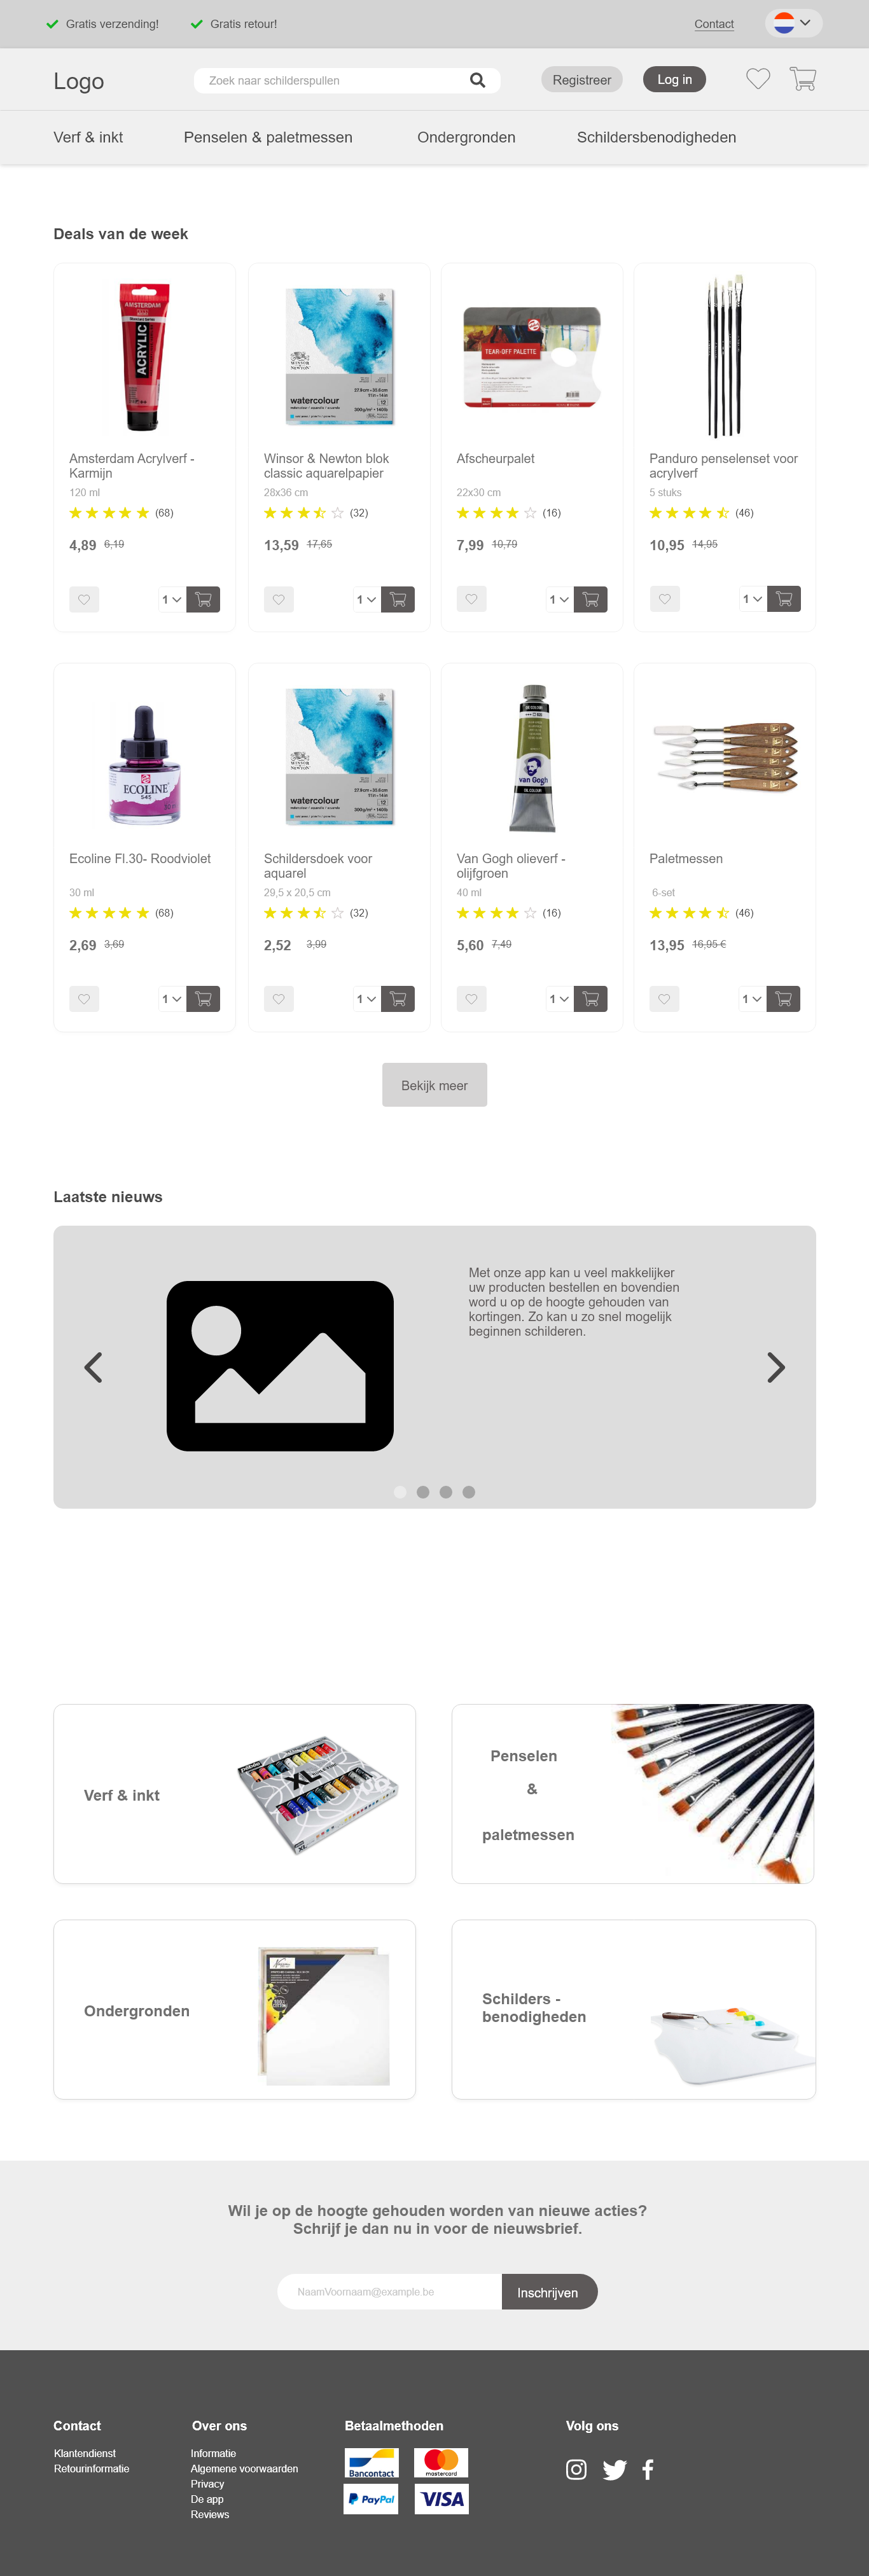 Gratis verzending!
Gratis retour!
Contact
Logo
Zoek naar schilderspullen
Registreer
Log in
Verf & inkt
Penselen & paletmessen
Ondergronden
Schildersbenodigheden
Deals van de week
AMSTERDAM
ACRYLIC
WINSOR
& NEWTON
watercolour
TEAR-OFF PALETTE
Amsterdam Acrylverf -
Karmijn
120 ml
(68)
4,89 6,19
1
Winsor & Newton blok
classic aquarelpapier
28x36 cm
(32)
13,59 17,65
1
Afscheurpalet
22x30 cm
(16)
7,99 10,79
1
Panduro penselenset voor
acrylverf
5 stuks
(46)
10,95 14,95
1
ECOLINE
545
WINSOR
& NEWTON
watercolour
van Gogh
OIL COLOUR
Ecoline Fl.30- Roodviolet
30 ml
(68)
2,69 3,69
1
Schildersdoek voor
aquarel
29,5 x 20,5 cm
(32)
2,52 3,99
1
Van Gogh olieverf -
olijfgroen
40 ml
(16)
5,60 7,49
1
Paletmessen
6-set
(46)
13,95 16,95 €
1
Bekijk meer
Laatste nieuws
Met onze app kan u veel makkelijker
uw producten bestellen en bovendien
word u op de hoogte gehouden van
kortingen. Zo kan u zo snel mogelijk
beginnen schilderen.
Verf & inkt
XL
Penselen
&
paletmessen
Ondergronden
Schilders -
benodigheden
Wil je op de hoogte gehouden worden van nieuwe acties?
Schrijf je dan nu in voor de nieuwsbrief.
NaamVoornaam@example.be
Inschrijven
Contact
Klantendienst
Retourinformatie
Over ons
Informatie
Algemene voorwaarden
Privacy
De app
Reviews
Betaalmethoden
Bancontact
mastercard
PayPal
VISA
Volg ons